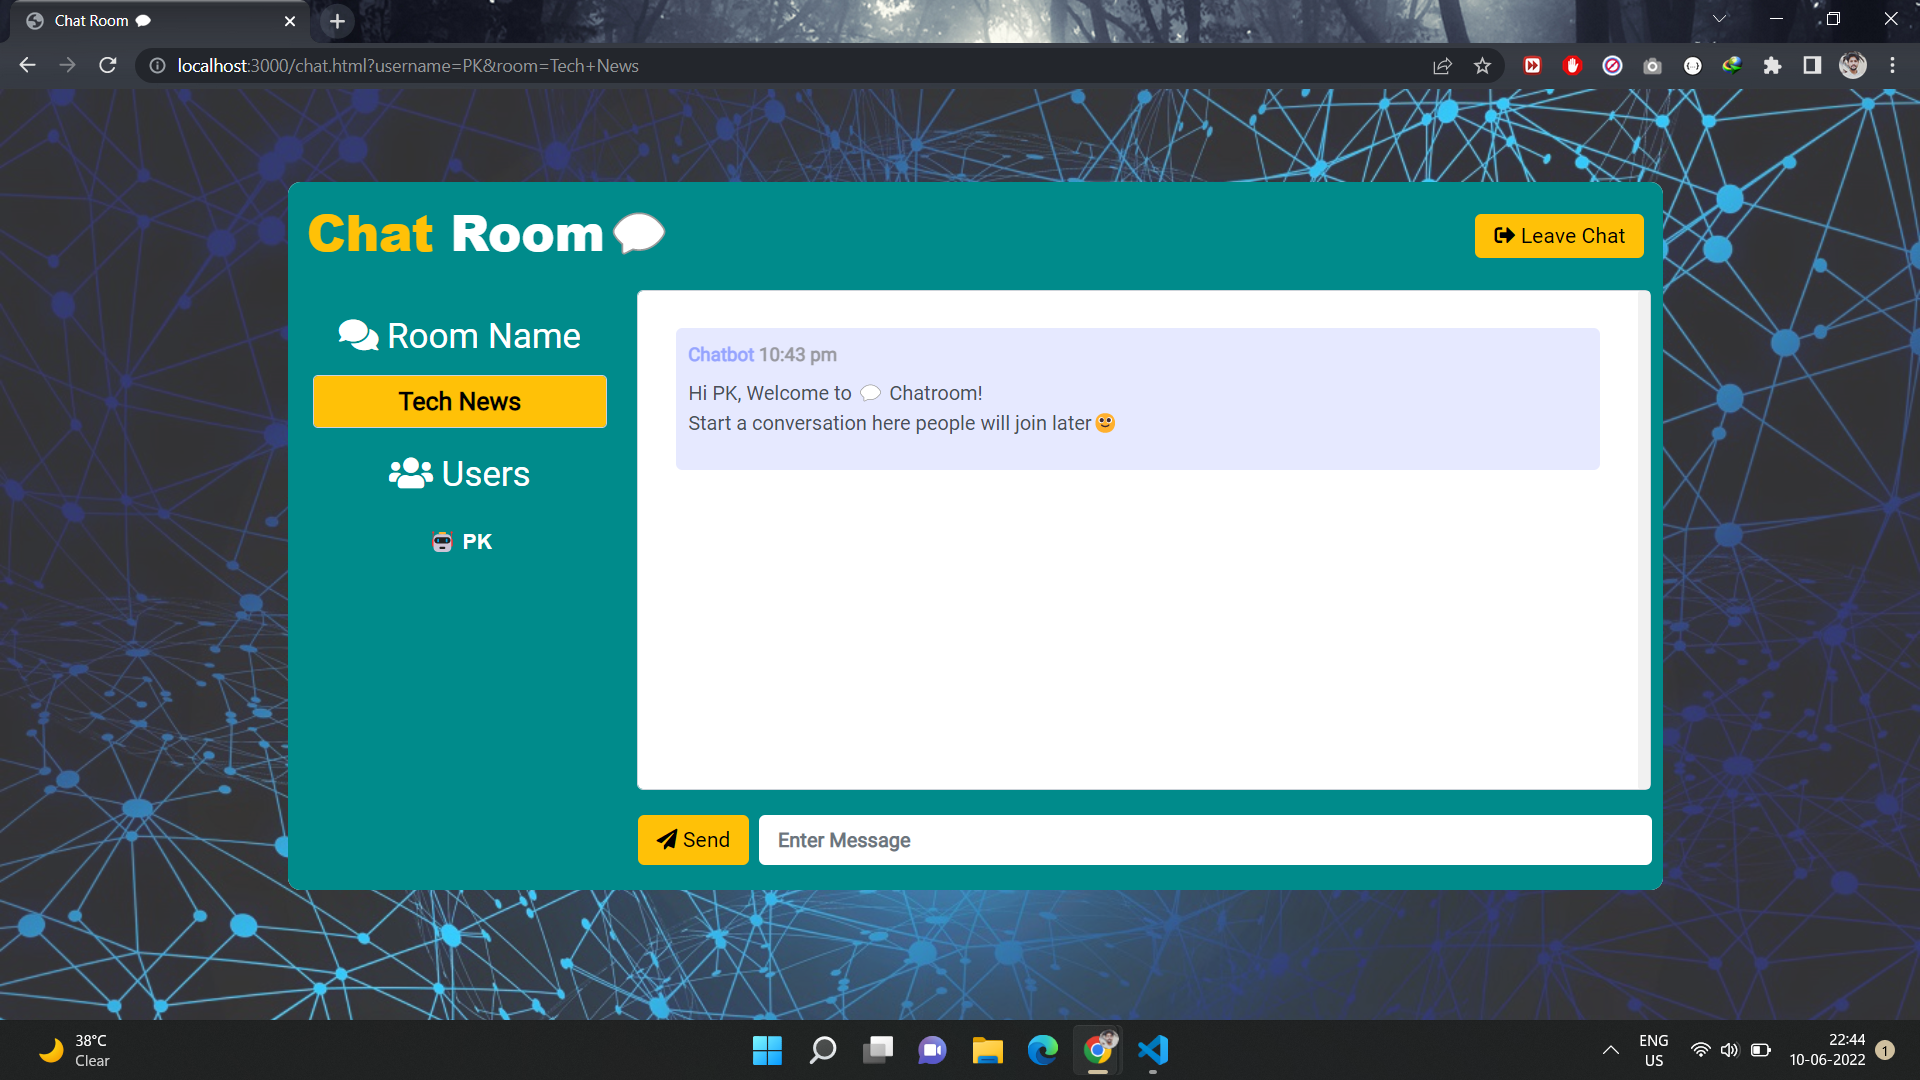 Chat Room
localhost:3000/chat.html?username=PK&room=Tech+News
Chat Room
Leave Chat
Room Name
Tech News
Users
PK
Chatbot 10:43 pm
Hi PK, Welcome to Chatroom!
Start a conversation here people will join later
Send
Enter Message
38°C
Clear
ENG
US
22:44
10-06-2022
1